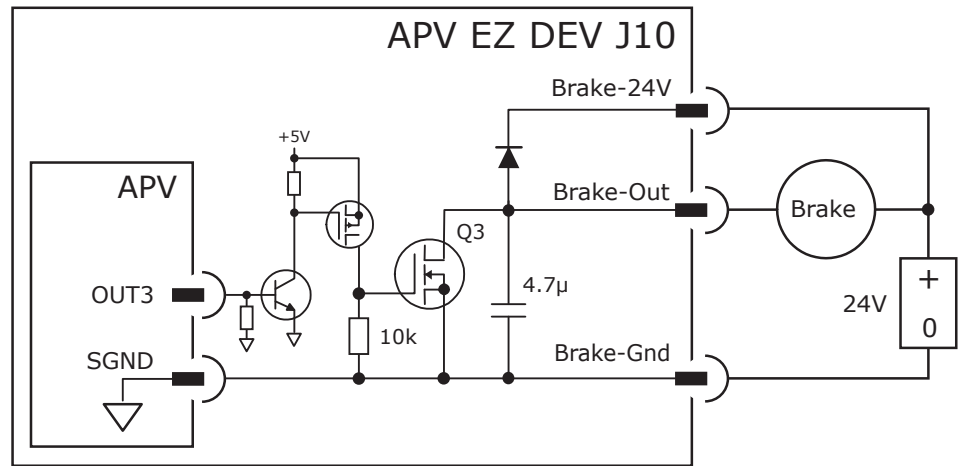 APV EZ DEV J10
Brake-24V
+5V
APV
Brake-Out
Brake
Q3
OUT3
4.7µ
24V
+
0
10k
SGND
Brake-Gnd